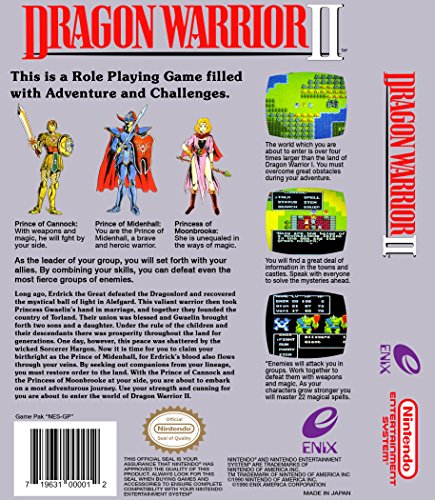 DRAGON WARRIOR II
TM
This is a Role Playing Game filled
with Adventure and Challenges.
Prince of Cannock:
With weapons and
magic, he will fight by
your side.
Prince of Midenhall:
You are the Prince of
Midenhall, a brave
and heroic warrior.
Princess of
Moonbrooke:
She is unequaled in
the ways of magic.
As the leader of your group, you will set forth with your
allies. By combining your skills, you can defeat even the
most fierce groups of enemies.
Long ago, Erdrick the Great defeated the Dragonlord and recovered
the mystical ball of light in Alefgard. This valiant warrior then took
Princess Gwaelin's hand in marriage, and together they founded the
country of Torland. Their union was blessed and Gwaelin brought
forth two sons and a daughter. Under the rule of the children and
their descendants there was prosperity throughout the land for
generations. One day, however, this peace was shattered by the
wicked Sorcerer Hargon. Now it is time for you to claim your
birthright as the Prince of Midenhall, for Erdrick's blood also flows
through your veins. By seeking out companions from your lineage,
you must restore order to the land. With the Prince of Cannock and
the Princess of Moonbrooke at your side, you are about to embark
on a most adventurous journey. Use your strength and cunning for
you are about to enter the world of Dragon Warrior II.
The world which you are
about to enter is over four
times larger than the land of
Dragon Warrior I. You must
overcome great obstacles
during your adventure.
TALK SPELL
STATUS ITEM
SEARCH EQUIP
You will find a great deal of
information in the towns and
castles. Speak with everyone
to solve the mysteries ahead.
"Enemies will attack you in
groups. Work together to
defeat them with weapons
and magic. As your
characters grow stronger you
will master 22 magical spells.
Game Pak "NES-GP"
7 19631 00001 2
Official
Nintendo
Seal of Quality
THIS OFFICIAL SEAL IS YOUR
ASSURANCE THAT NINTENDO HAS
APPROVED THE QUALITY OF THIS
PRODUCT. ALWAYS LOOK FOR THIS
SEAL WHEN BUYING GAMES AND
ACCESSORIES TO ENSURE COMPLETE
COMPATIBILITY WITH YOUR NINTENDO
ENTERTAINMENT SYSTEM.
ENIX
NINTENDO® AND NINTENDO ENTERTAINMENT
SYSTEM® ARE TRADEMARKS OF
NINTENDO OF AMERICA INC.
TM TRADEMARK OF NINTENDO OF AMERICA INC
©1990 NINTENDO OF AMERICA INC
©1990 ENIX AMERICA CORPORATION
MADE IN JAPAN
DRAGON WARRIOR II
ENIX
Nintendo
ENTERTAINMENT
SYSTEM